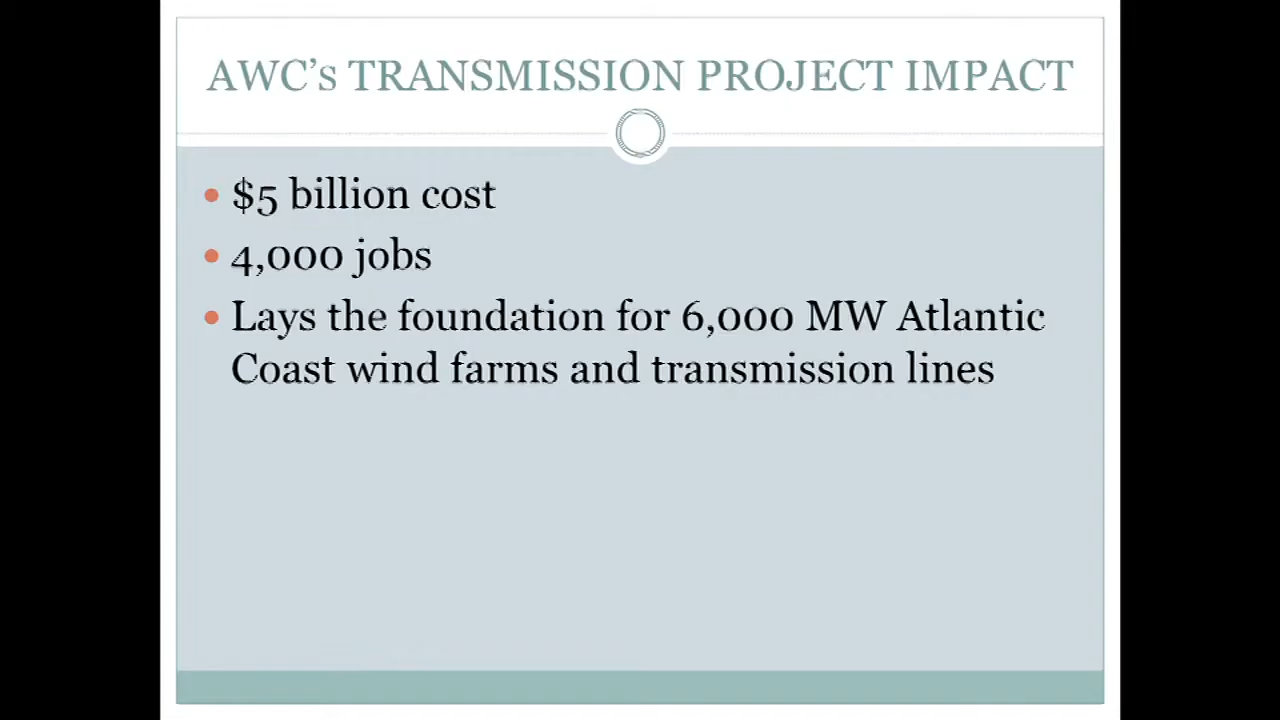 AWC's TRANSMISSION PROJECT IMPACT
• $5 billion cost
• 4,000 jobs
• Lays the foundation for 6,000 MW Atlantic
Coast wind farms and transmission lines